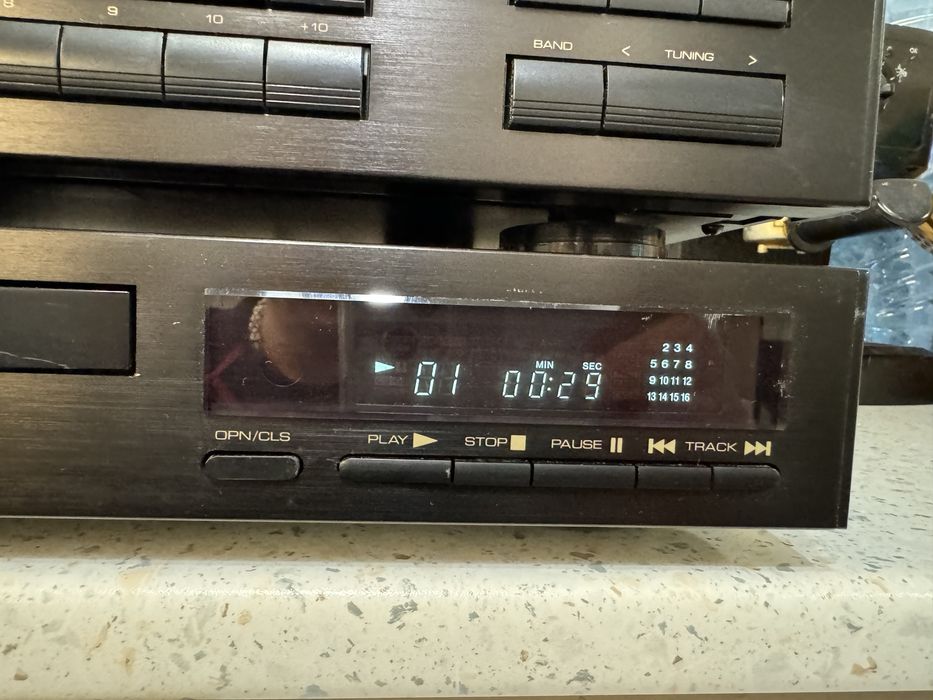 8 9 10 +10
BAND < TUNING >
MIN SEC
01 00:29
2 3 4
5 6 7 8
9 10 11 12
13 14 15 16
OPN/CLS PLAY STOP PAUSE TRACK